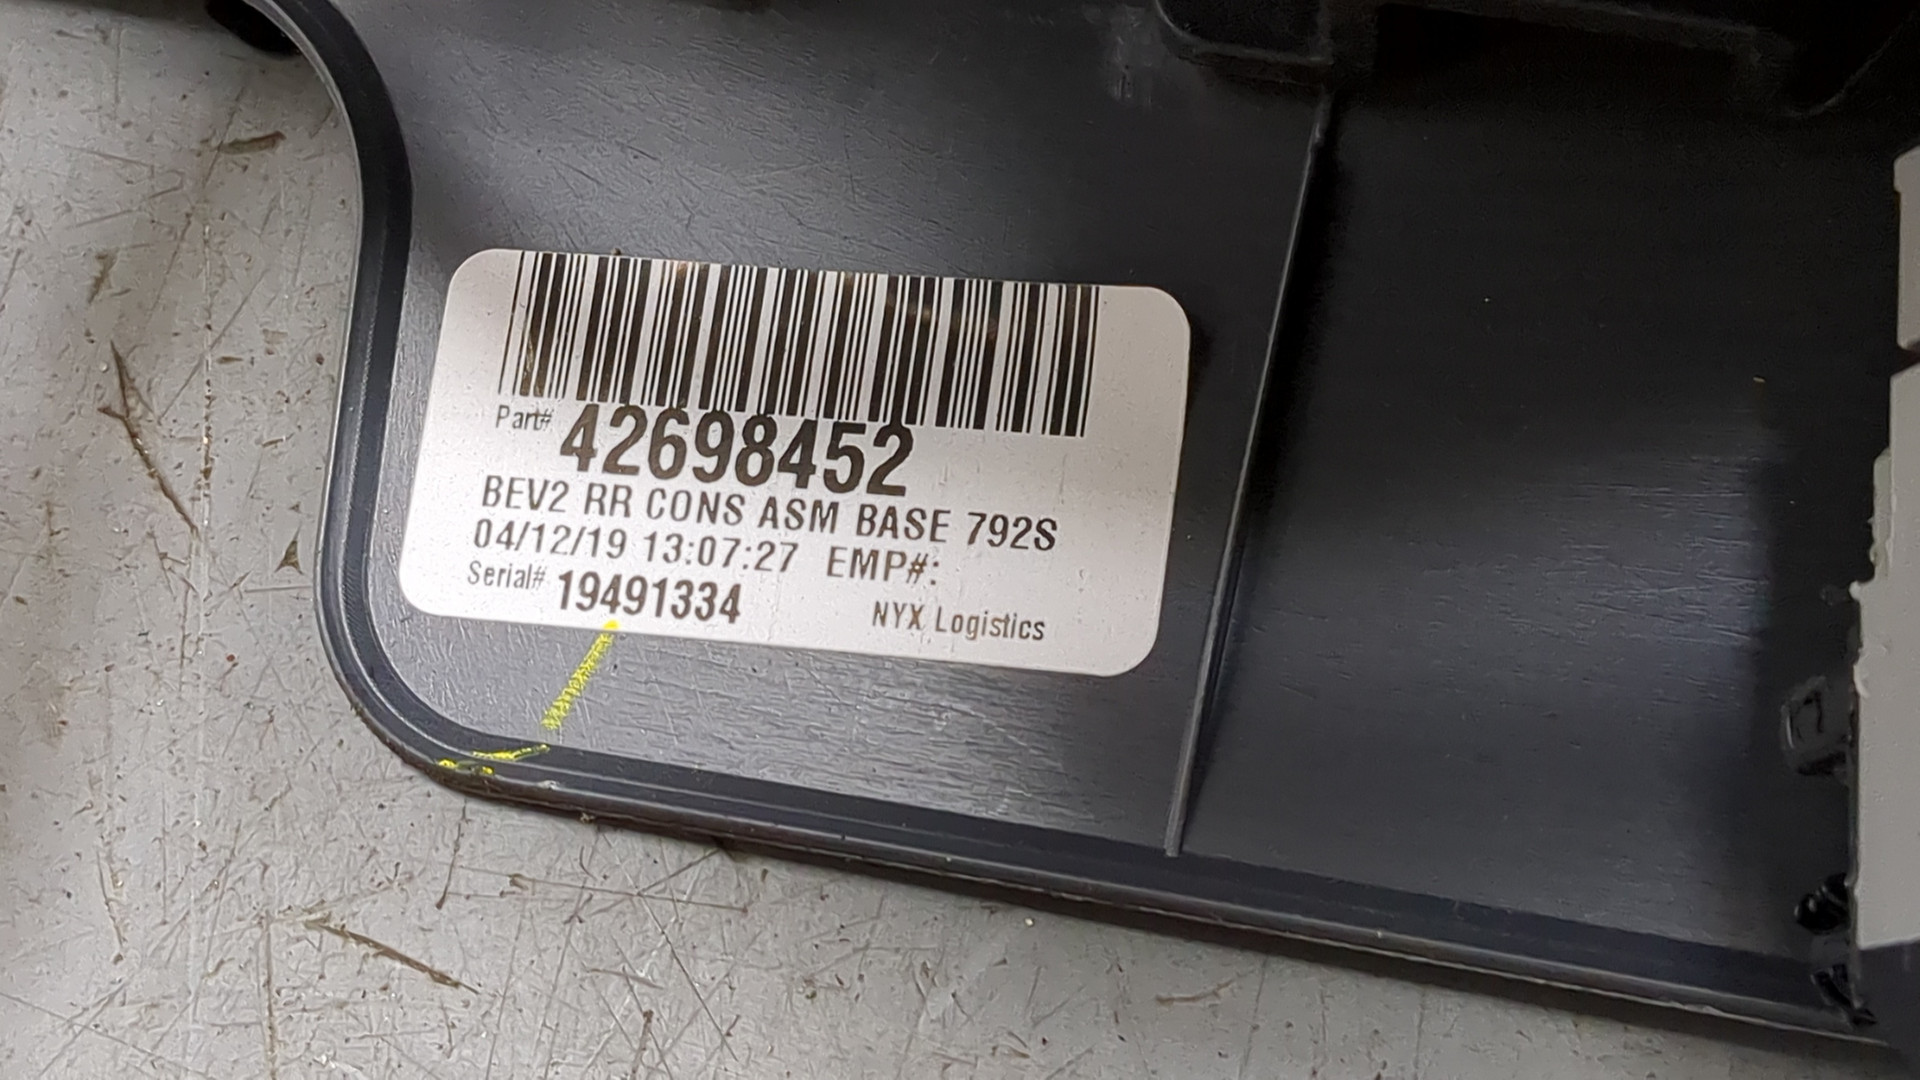 Part# 42698452
BEV2 RR CONS ASM BASE 792S
04/12/19 13:07:27 EMP#:
Serial# 19491334 NYX Logistics